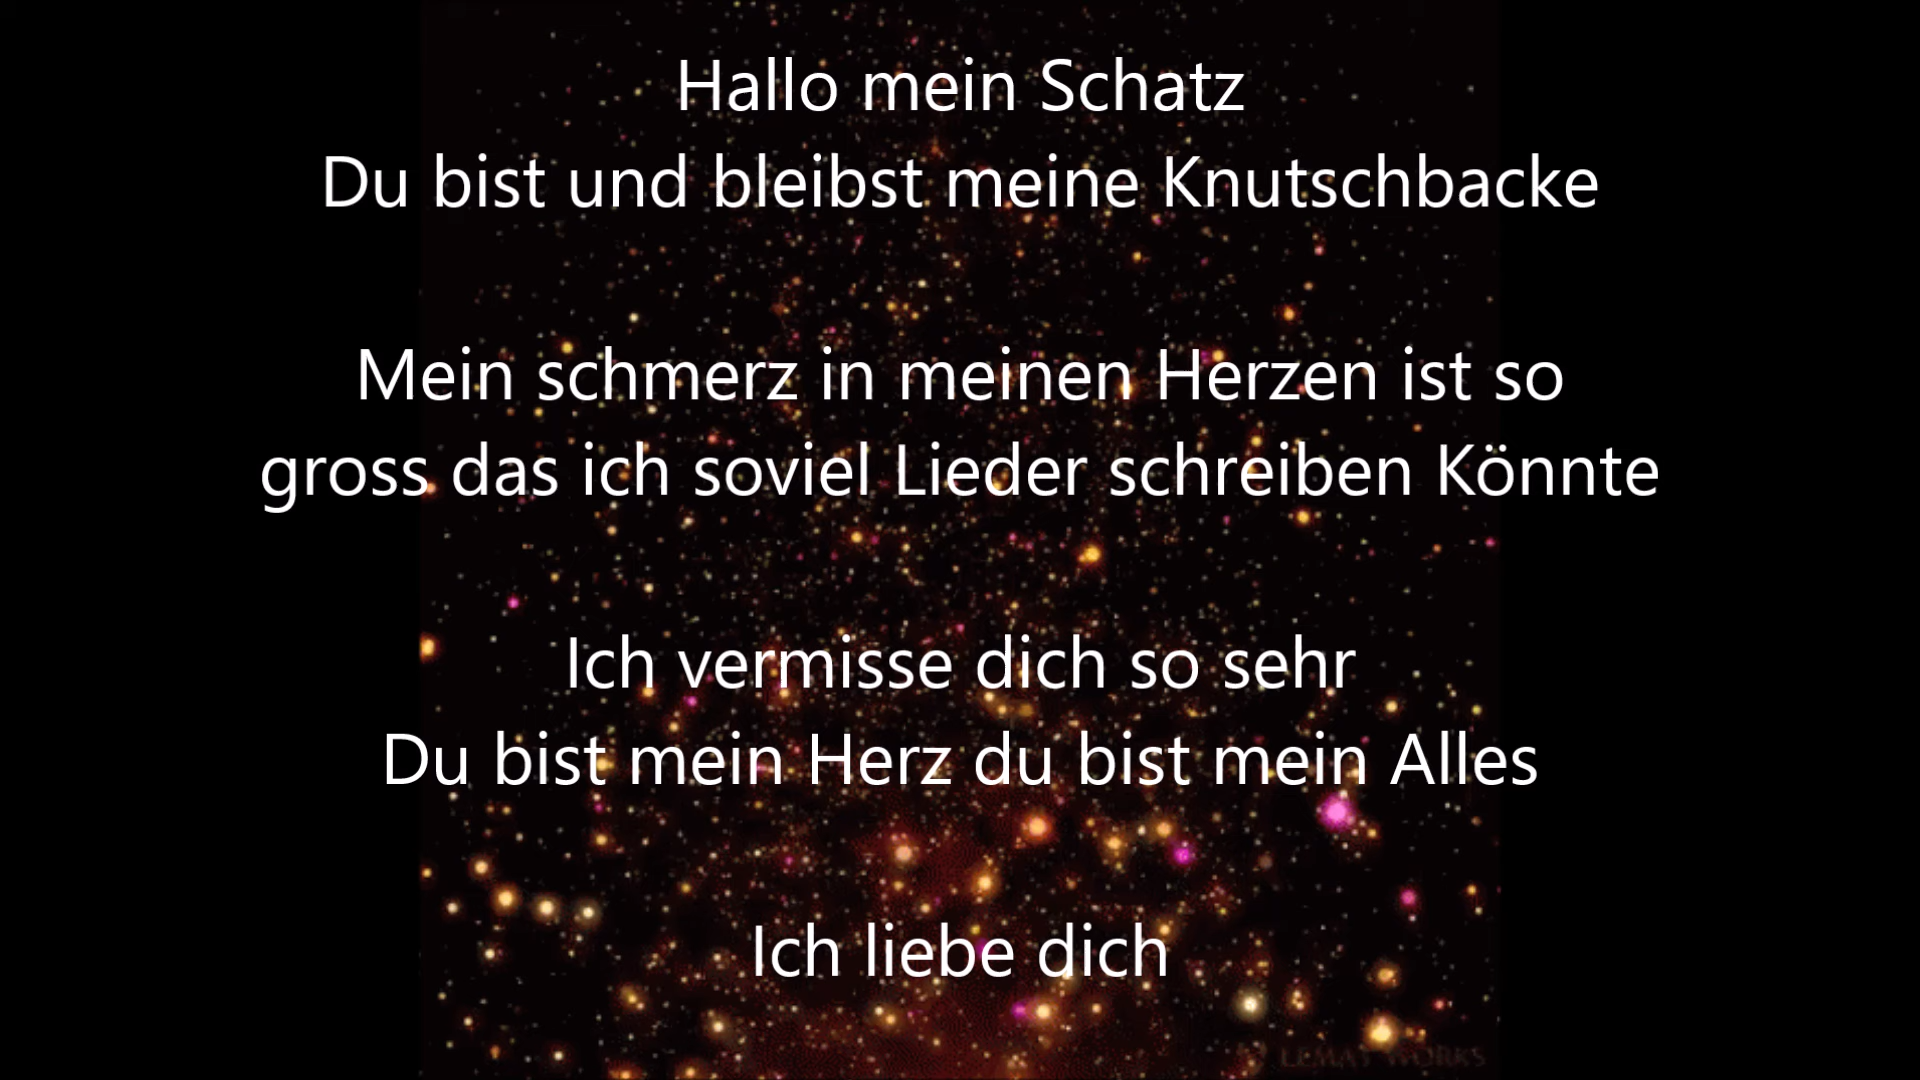 Hallo mein Schatz
Du bist und bleibst meine Knutschbacke
Mein schmerz in meinen Herzen ist so
gross das ich soviel Lieder schreiben Könnte
Ich vermisse dich so sehr
Du bist mein Herz du bist mein Alles
Ich liebe dich
LEMAT WORKS